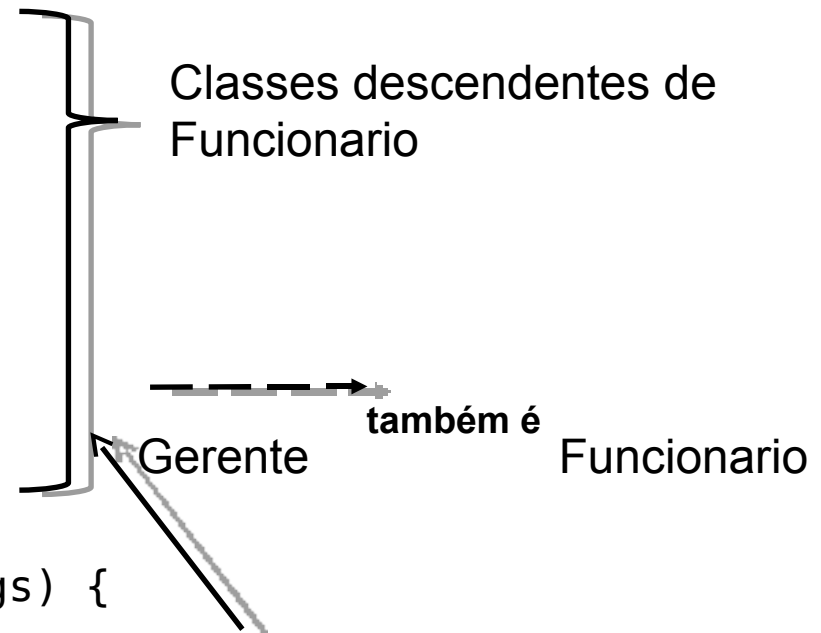 Classes descendentes de
Funcionario
também é
Gerente Funcionario
gs) {